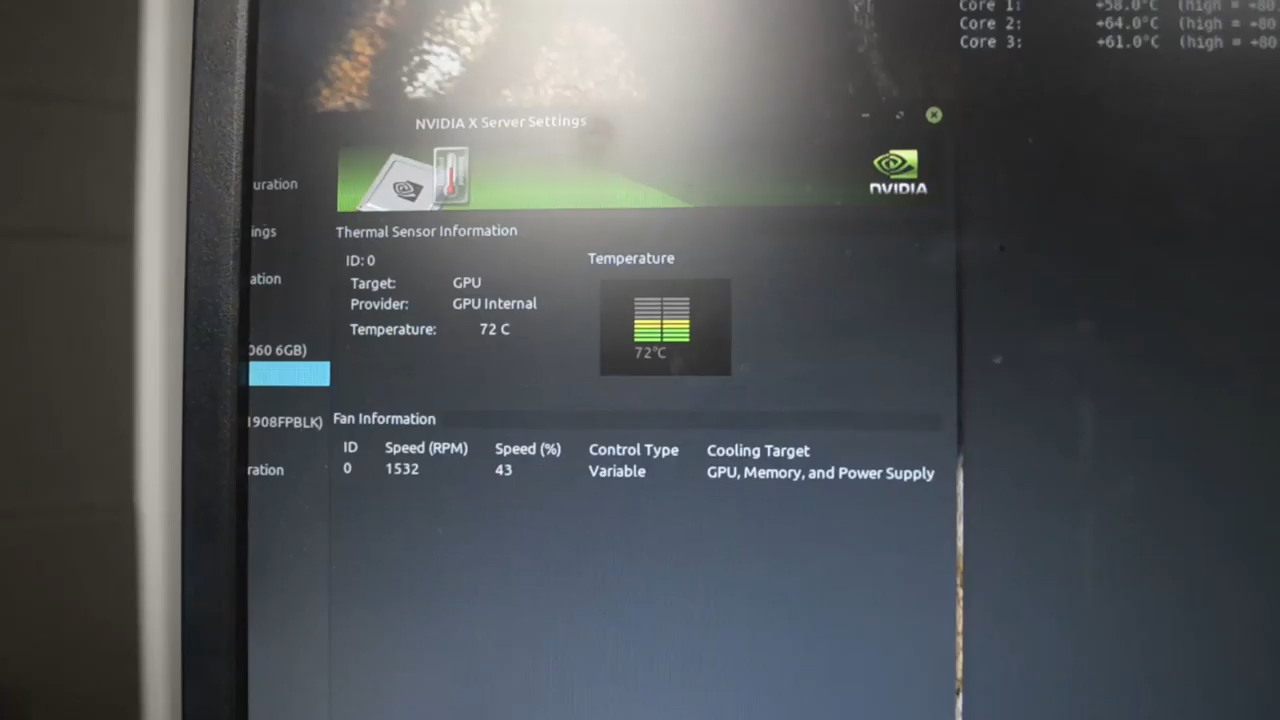 Core 1: +58.0°C (high = +80
Core 2: +64.0°C (high = +80
Core 3: +61.0°C (high = +80
NVIDIA X Server Settings
NVIDIA
uration
ings
ation
060 6GB)
1908FPBLK)
ration
Thermal Sensor Information
ID: 0
Target: GPU
Provider: GPU Internal
Temperature: 72 C
Temperature
72°C
Fan Information
ID Speed (RPM) Speed (%) Control Type Cooling Target
0 1532 43 Variable GPU, Memory, and Power Supply